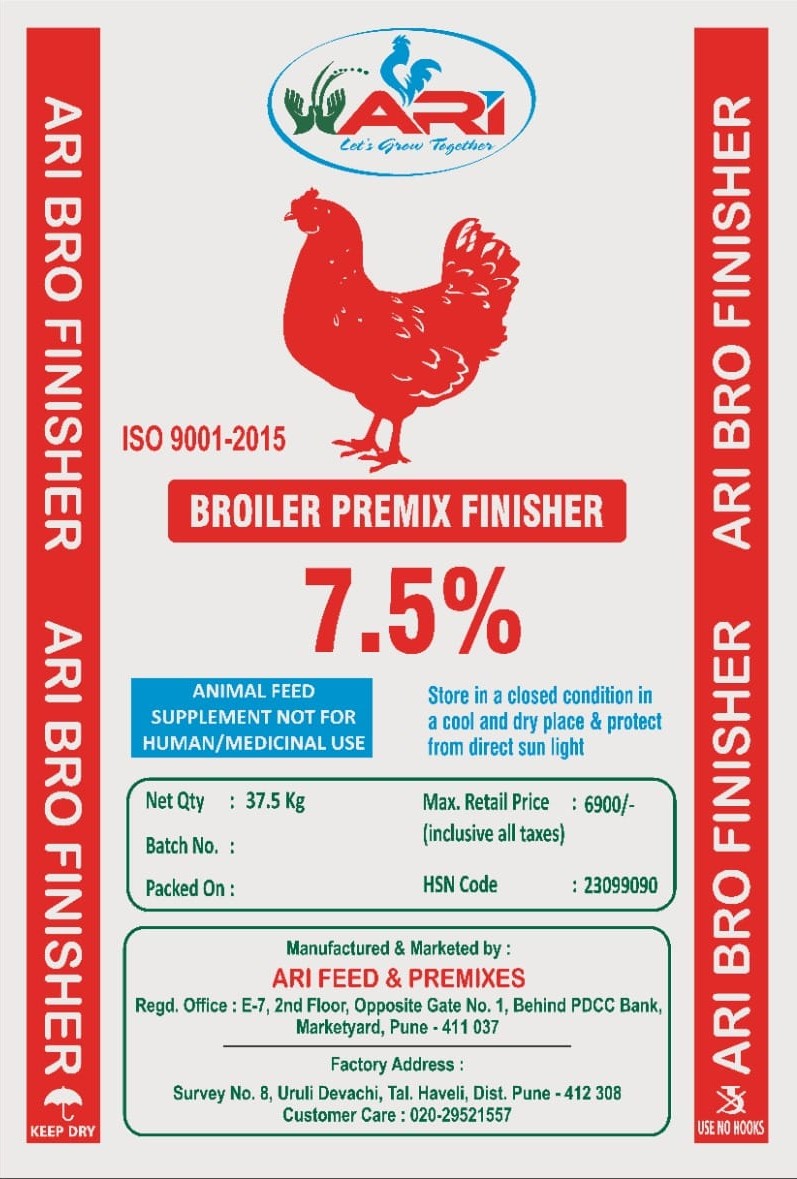 ARI
Let's Grow Together
ARI BRO FINISHER
ARI BRO FINISHER
KEEP DRY
ISO 9001-2015
BROILER PREMIX FINISHER
7.5%
ANIMAL FEED
SUPPLEMENT NOT FOR
HUMAN/MEDICINAL USE
Store in a closed condition in
a cool and dry place & protect
from direct sun light
Net Qty : 37.5 Kg
Batch No. :
Packed On :
Max. Retail Price : 6900/-
(inclusive all taxes)
HSN Code : 23099090
Manufactured & Marketed by :
ARI FEED & PREMIXES
Regd. Office : E-7, 2nd Floor, Opposite Gate No. 1, Behind PDCC Bank,
Marketyard, Pune - 411 037
Factory Address :
Survey No. 8, Uruli Devachi, Tal. Haveli, Dist. Pune - 412 308
Customer Care : 020-29521557
ARI BRO FINISHER
ARI BRO FINISHER
USE NO HOOKS